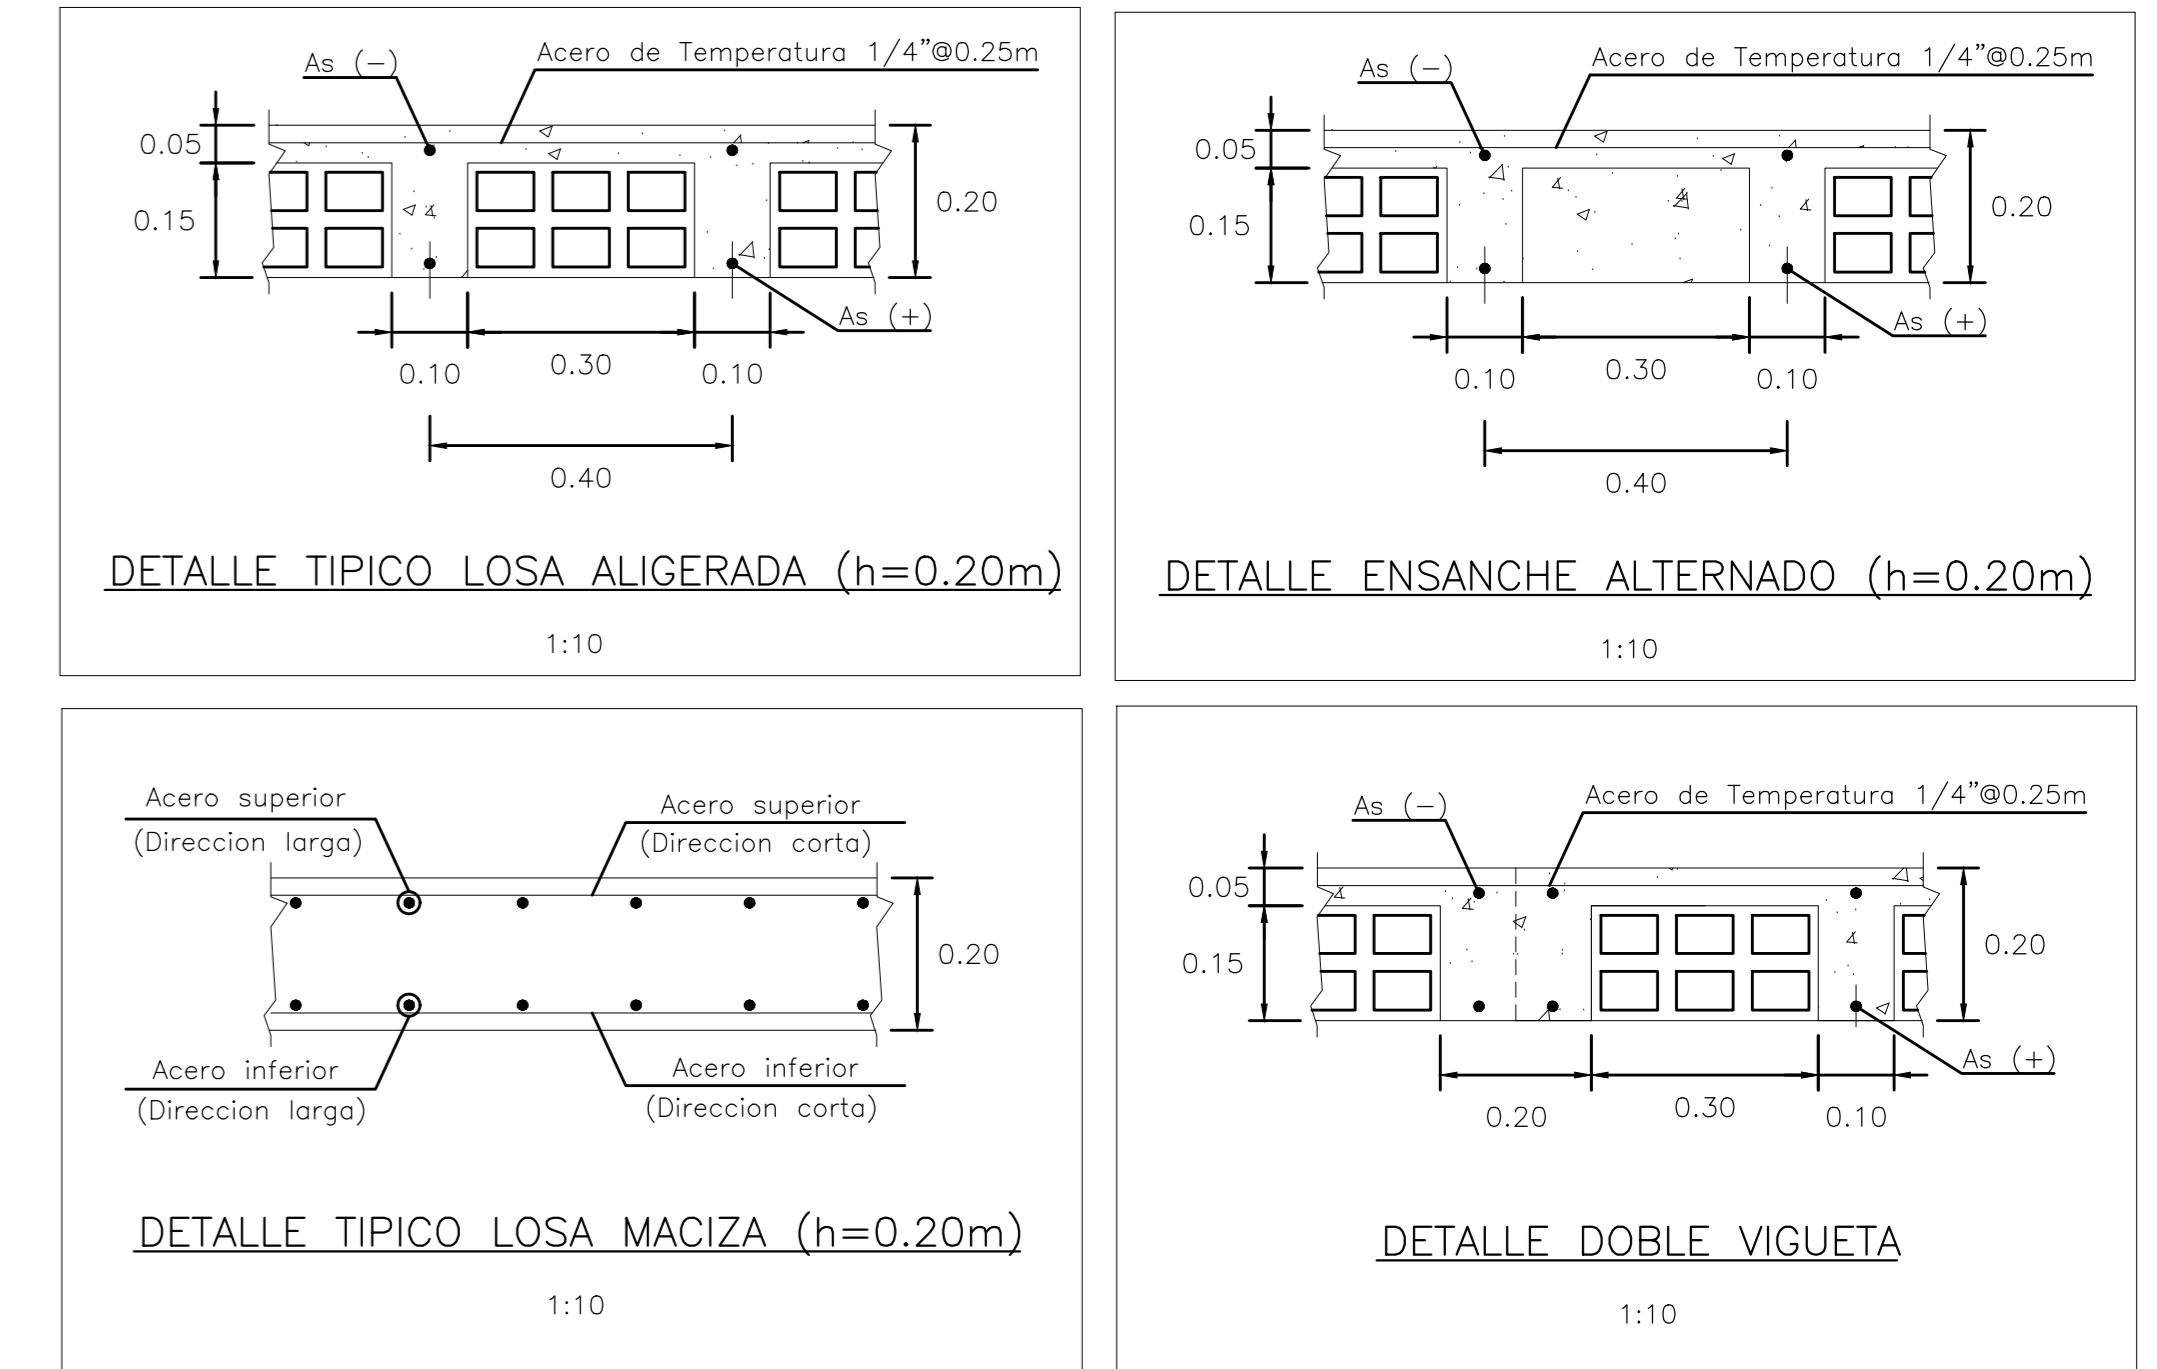 As (-)
Acero de Temperatura 1/4"@0.25m
0.05
0.15
0.20
As (+)
0.10
0.30
0.10
0.40
DETALLE TIPICO LOSA ALIGERADA (h=0.20m)
1:10
As (-)
Acero de Temperatura 1/4"@0.25m
0.05
0.15
0.20
As (+)
0.10
0.30
0.10
0.40
DETALLE ENSANCHE ALTERNADO (h=0.20m)
1:10
Acero superior
(Direccion larga)
Acero superior
(Direccion corta)
0.20
Acero inferior
(Direccion larga)
Acero inferior
(Direccion corta)
DETALLE TIPICO LOSA MACIZA (h=0.20m)
1:10
As (-)
Acero de Temperatura 1/4"@0.25m
0.05
0.15
0.20
As (+)
0.20
0.30
0.10
DETALLE DOBLE VIGUETA
1:10